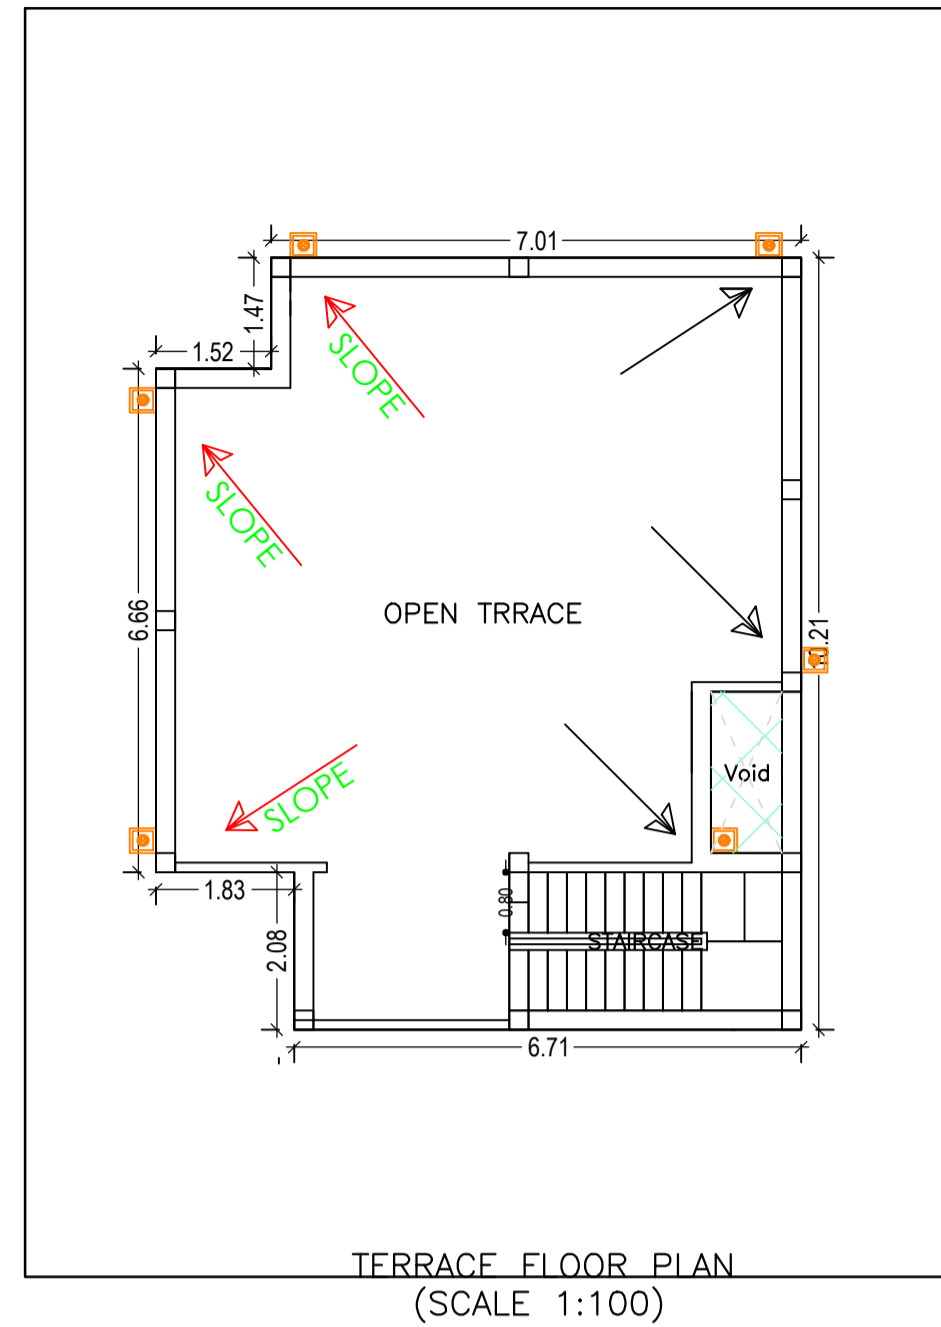 7.01
1.47
1.52
SLOPE
SLOPE
6.66
OPEN TRRACE
.21
Void
SLOPE
1.83
0.80
2.08
STAIRCASE
6.71
TERRACE FLOOR PLAN
(SCALE 1:100)